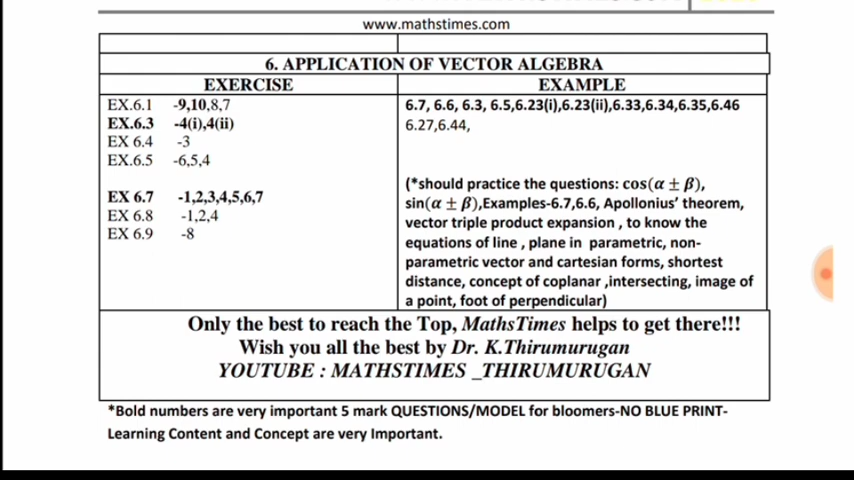 www.mathstimes.com
6. APPLICATION OF VECTOR ALGEBRA
EXERCISE EXAMPLE
EX.6.1 -9,10,8,7
EX.6.3 -4(i),4(ii)
EX 6.4 -3
EX.6.5 -6,5,4
EX 6.7 -1,2,3,4,5,6,7
EX 6.8 -1,2,4
EX 6.9 -8
6.7, 6.6, 6.3, 6.5,6.23(i),6.23(ii),6.33,6.34,6.35,6.46
6.27,6.44,
(*should practice the questions: cos(α ± β),
sin(α ± β),Examples-6.7,6.6, Apollonius’ theorem,
vector triple product expansion , to know the
equations of line , plane in parametric, non-
parametric vector and cartesian forms, shortest
distance, concept of coplanar ,intersecting, image of
a point, foot of perpendicular)
Only the best to reach the Top, MathsTimes helps to get there!!!
Wish you all the best by Dr. K.Thirumurugan
YOUTUBE : MATHSTIMES _THIRUMURUGAN
*Bold numbers are very important 5 mark QUESTIONS/MODEL for bloomers-NO BLUE PRINT-
Learning Content and Concept are very Important.